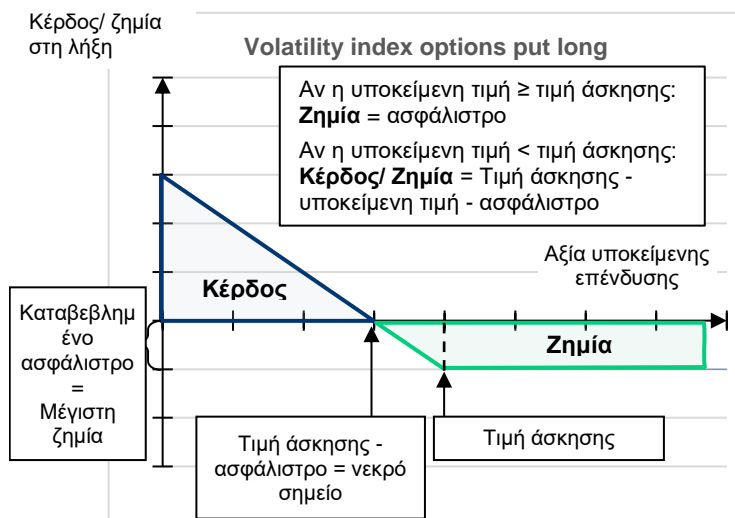 Κέρδος/ ζημία
στη λήξη
Volatility index options put long
Αν η υποκείμενη τιμή ≥ τιμή άσκησης:
Ζημία = ασφάλιστρο
Αν η υποκείμενη τιμή < τιμή άσκησης:
Κέρδος/ Ζημία = Τιμή άσκησης -
υποκείμενη τιμή - ασφάλιστρο
Αξία υποκείμενης
επένδυσης
Κέρδος
Καταβεβλημ
ένο
ασφάλιστρο
=
Μέγιστη
ζημία
Ζημία
Τιμή άσκησης -
ασφάλιστρο = νεκρό
σημείο
Τιμή άσκησης